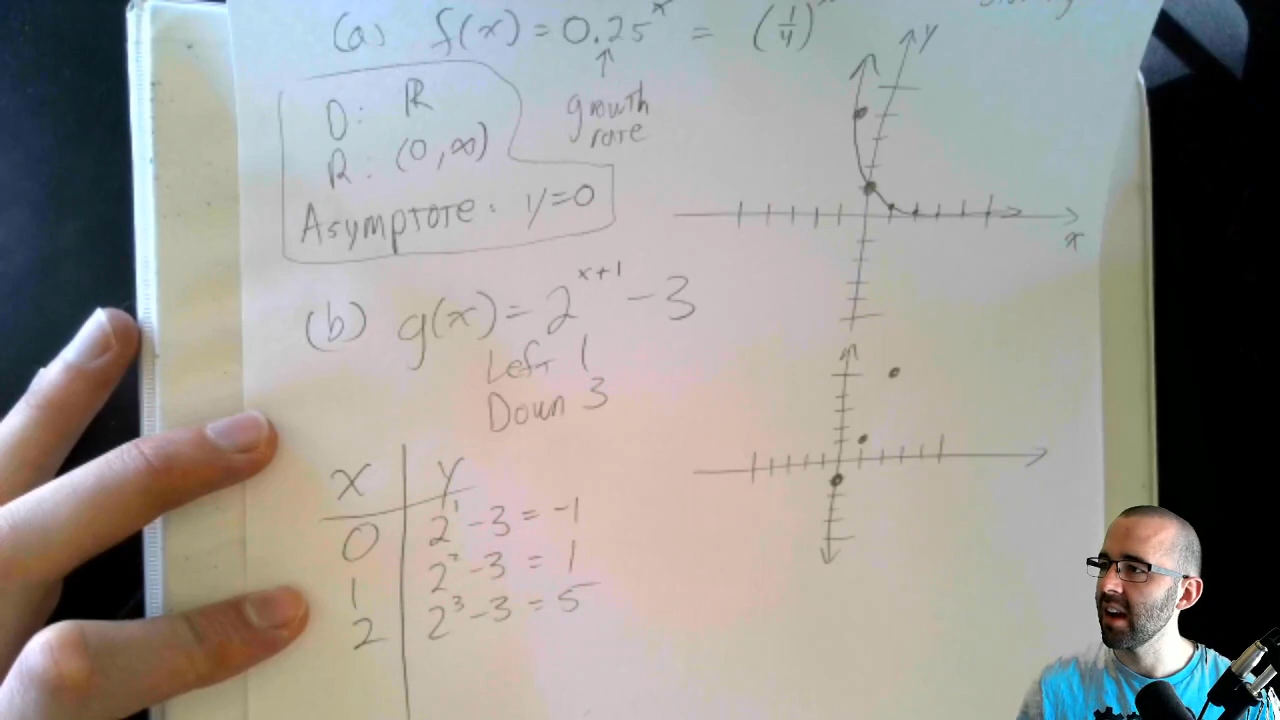 (a) f(x) = 0.25^x = (1/4)^x
↑
growth
rate
D: ℝ
R: (0, ∞)
Asymptote: y=0
y
x
(b) g(x) = 2^(x+1) - 3
Left 1
Down 3
x | y
0 | 2^1 - 3 = -1
1 | 2^2 - 3 = 1
2 | 2^3 - 3 = 5